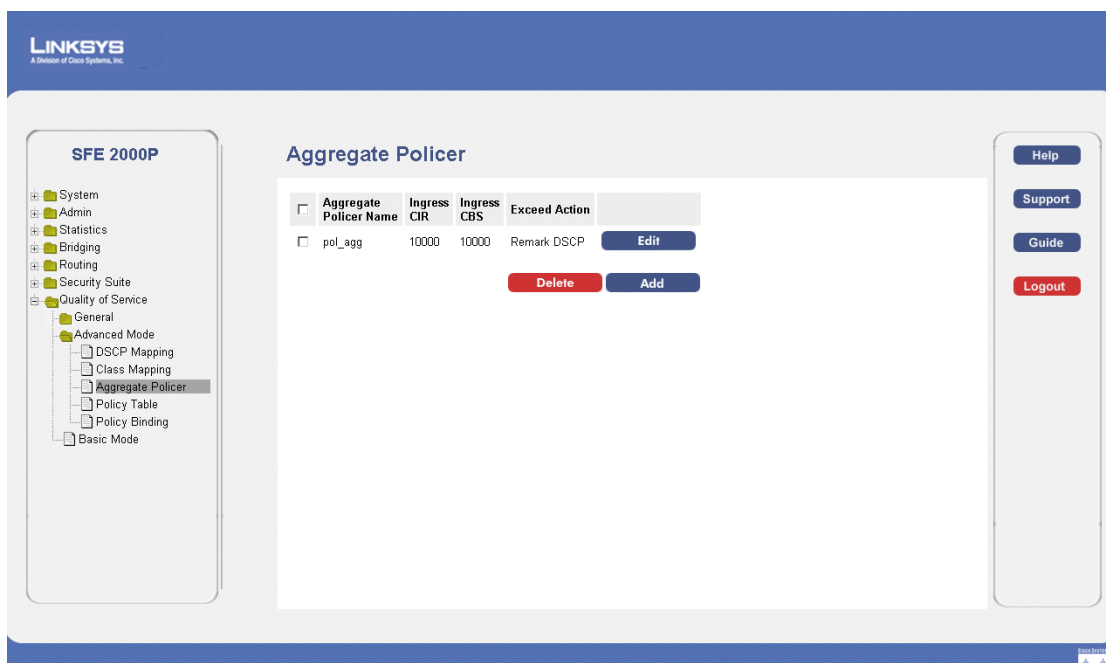 LINKSYS
A Division of Cisco Systems, Inc.
SFE 2000P
System
Admin
Statistics
Bridging
Routing
Security Suite
Quality of Service
General
Advanced Mode
DSCP Mapping
Class Mapping
Aggregate Policer
Policy Table
Policy Binding
Basic Mode
Aggregate Policer
Aggregate Policer Name Ingress CIR Ingress CBS Exceed Action
pol_agg 10000 10000 Remark DSCP Edit
Delete Add
Help
Support
Guide
Logout